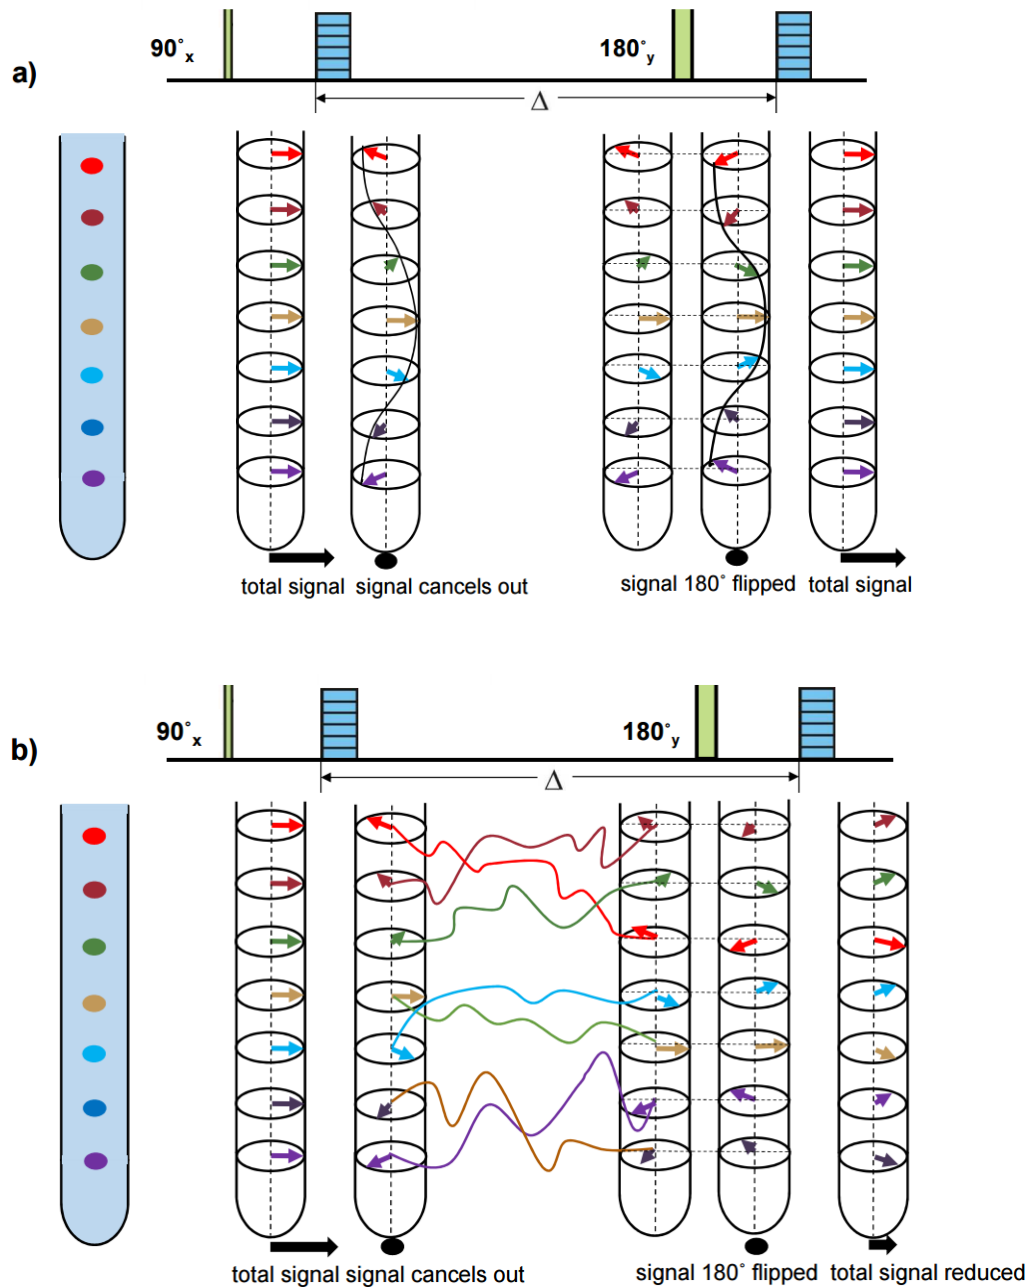 90°x 180°y
a)
Δ
total signal signal cancels out signal 180° flipped total signal
90°x 180°y
b)
Δ
total signal signal cancels out signal 180° flipped total signal reduced